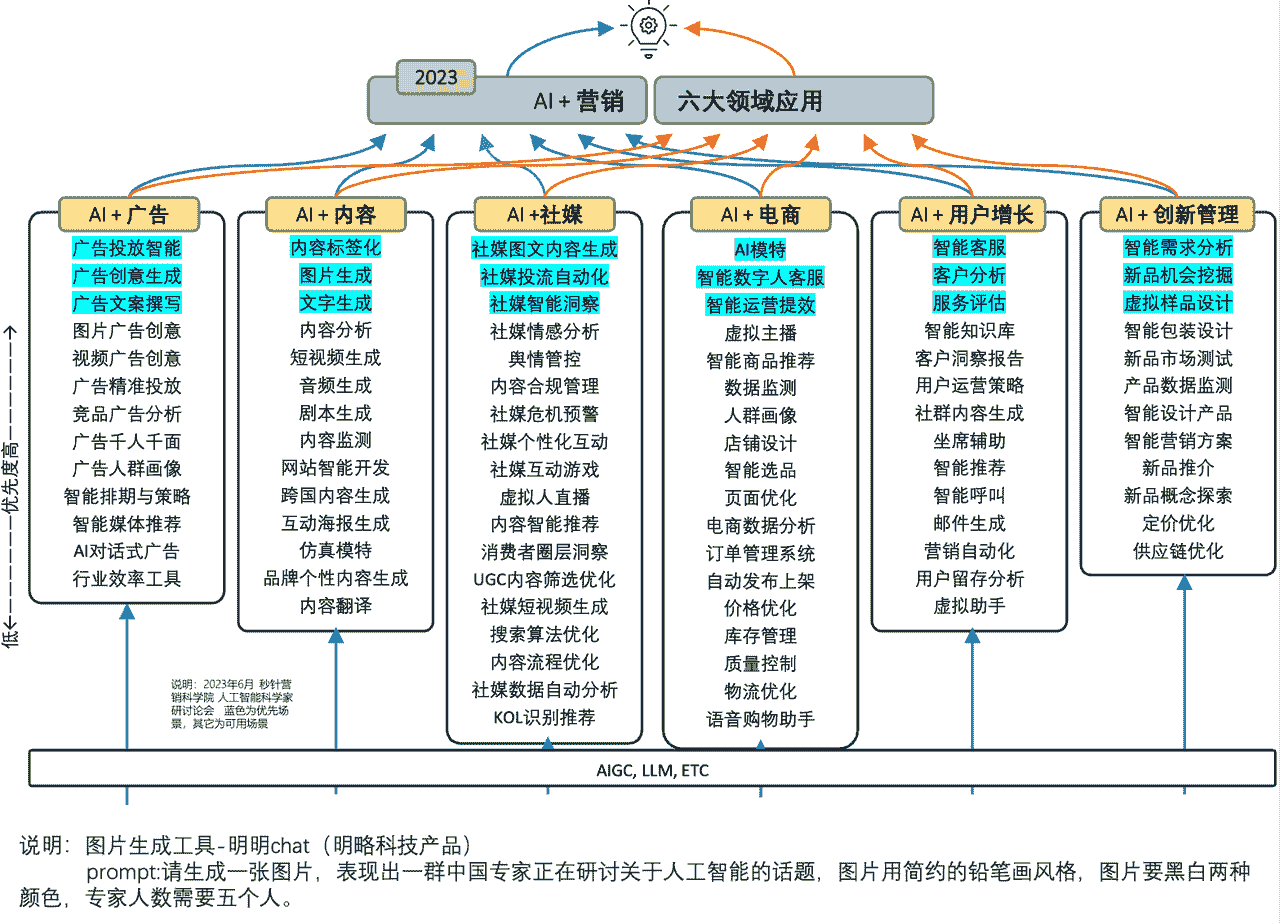 2023
AI + 营销
六大领域应用
AI + 广告
广告投放智能
广告创意生成
广告文案撰写
图片广告创意
视频广告创意
广告精准投放
竞品广告分析
广告千人千面
广告人群画像
智能排期与策略
智能媒体推荐
AI对话式广告
行业效率工具
AI + 内容
内容标签化
图片生成
文字生成
内容分析
短视频生成
音频生成
剧本生成
内容监测
网站智能开发
跨国内容生成
互动海报生成
仿真模特
品牌个性内容生成
内容翻译
AI +社媒
社媒图文内容生成
社媒投流自动化
社媒智能洞察
社媒情感分析
舆情管控
内容合规管理
社媒危机预警
社媒个性化互动
社媒互动游戏
虚拟人直播
内容智能推荐
消费者圈层洞察
UGC内容筛选优化
社媒短视频生成
搜索算法优化
内容流程优化
社媒数据自动分析
KOL识别推荐
AI + 电商
AI模特
智能数字人客服
智能运营提效
虚拟主播
智能商品推荐
数据监测
人群画像
店铺设计
智能选品
页面优化
电商数据分析
订单管理系统
自动发布上架
价格优化
库存管理
质量控制
物流优化
语音购物助手
AI + 用户增长
智能客服
客户分析
服务评估
智能知识库
客户洞察报告
用户运营策略
社群内容生成
坐席辅助
智能推荐
智能呼叫
邮件生成
营销自动化
用户留存分析
虚拟助手
AI + 创新管理
智能需求分析
新品机会挖掘
虚拟样品设计
智能包装设计
新品市场测试
产品数据监测
智能设计产品
智能营销方案
新品推介
新品概念探索
定价优化
供应链优化
低←-------优先度高-------→
说明：2023年6月 秒针营
销科学院 人工智能科学家
研讨论会 蓝色为优先场
景，其它为可用场景
AIGC, LLM, ETC
说明：图片生成工具-明明chat（明略科技产品）
prompt:请生成一张图片，表现出一群中国专家正在研讨关于人工智能的话题，图片用简约的铅笔画风格，图片要黑白两种
颜色，专家人数需要五个人。